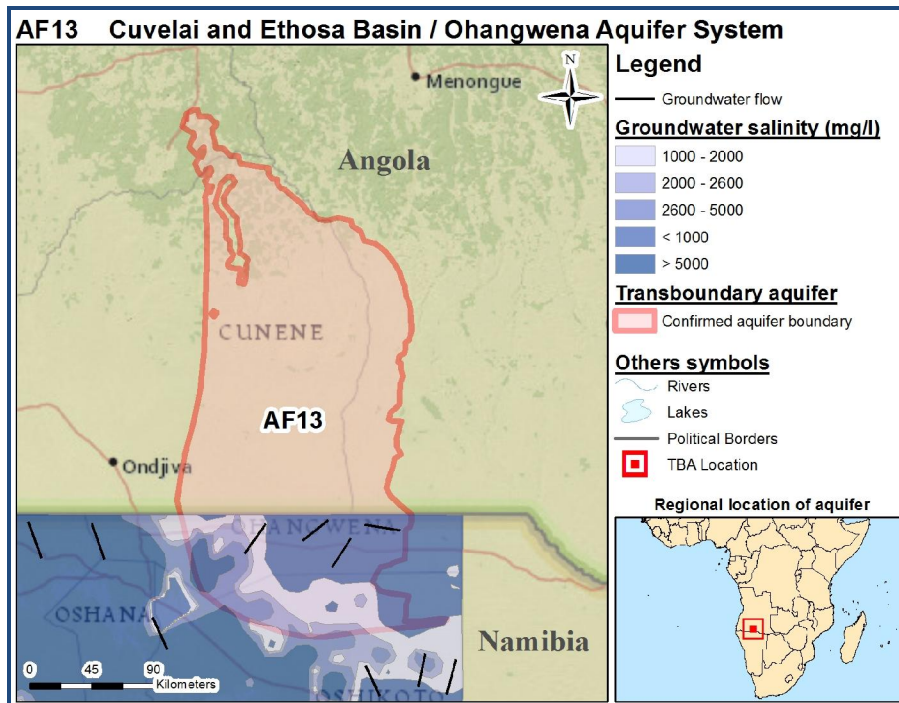 AF13 Cuvelai and Ethosa Basin / Ohangwena Aquifer System
N
Menongue
Angola
CUNENE
AF13
Ondjiva
OHANGWENA
OSHANA
Namibia
OSHIKOTO
0 45 90
Kilometers
Legend
Groundwater flow
Groundwater salinity (mg/l)
1000 - 2000
2000 - 2600
2600 - 5000
< 1000
> 5000
Transboundary aquifer
Confirmed aquifer boundary
Others symbols
Rivers
Lakes
Political Borders
TBA Location
Regional location of aquifer